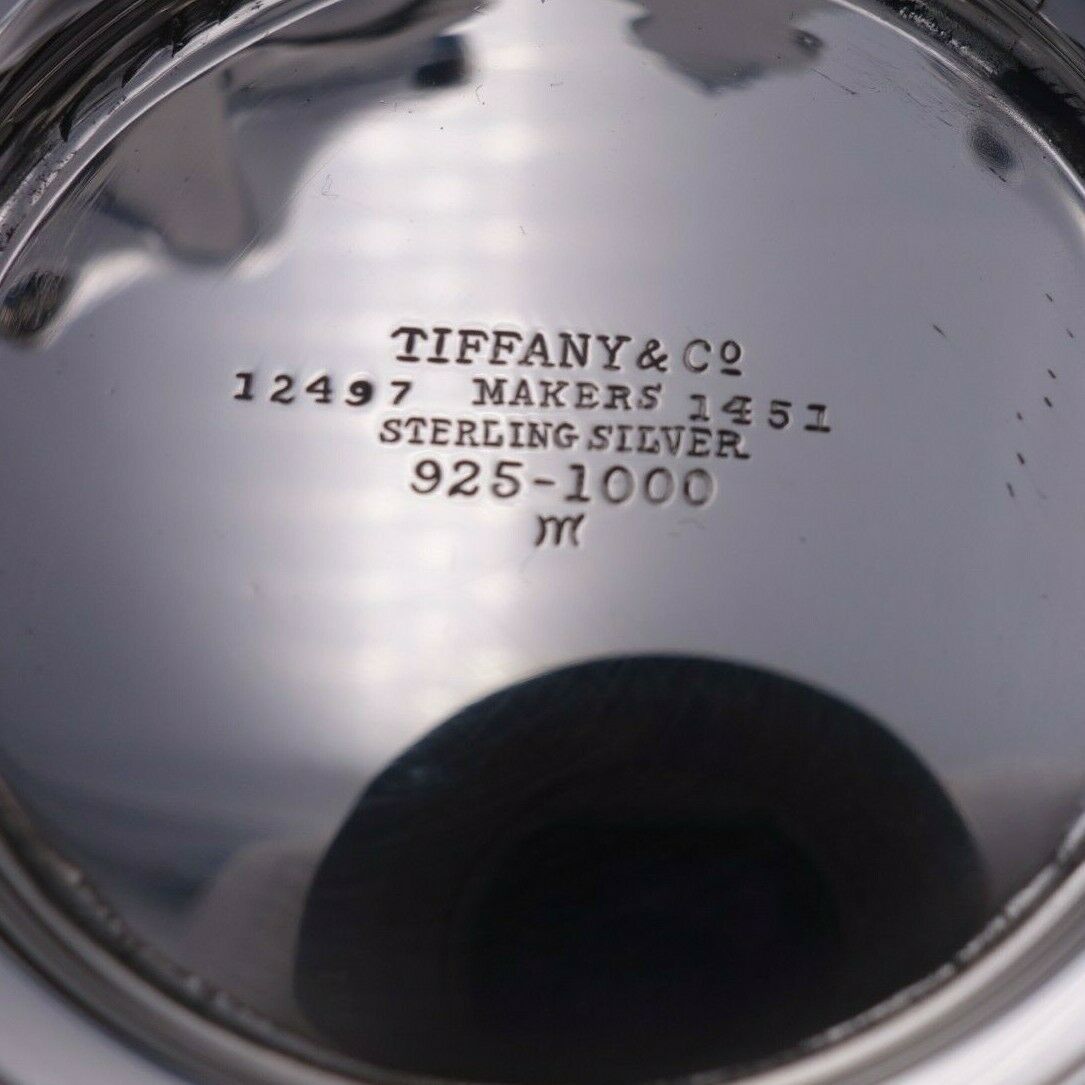 TIFFANY & Cº
12497 MAKERS 1451
STERLING SILVER
925-1000
m